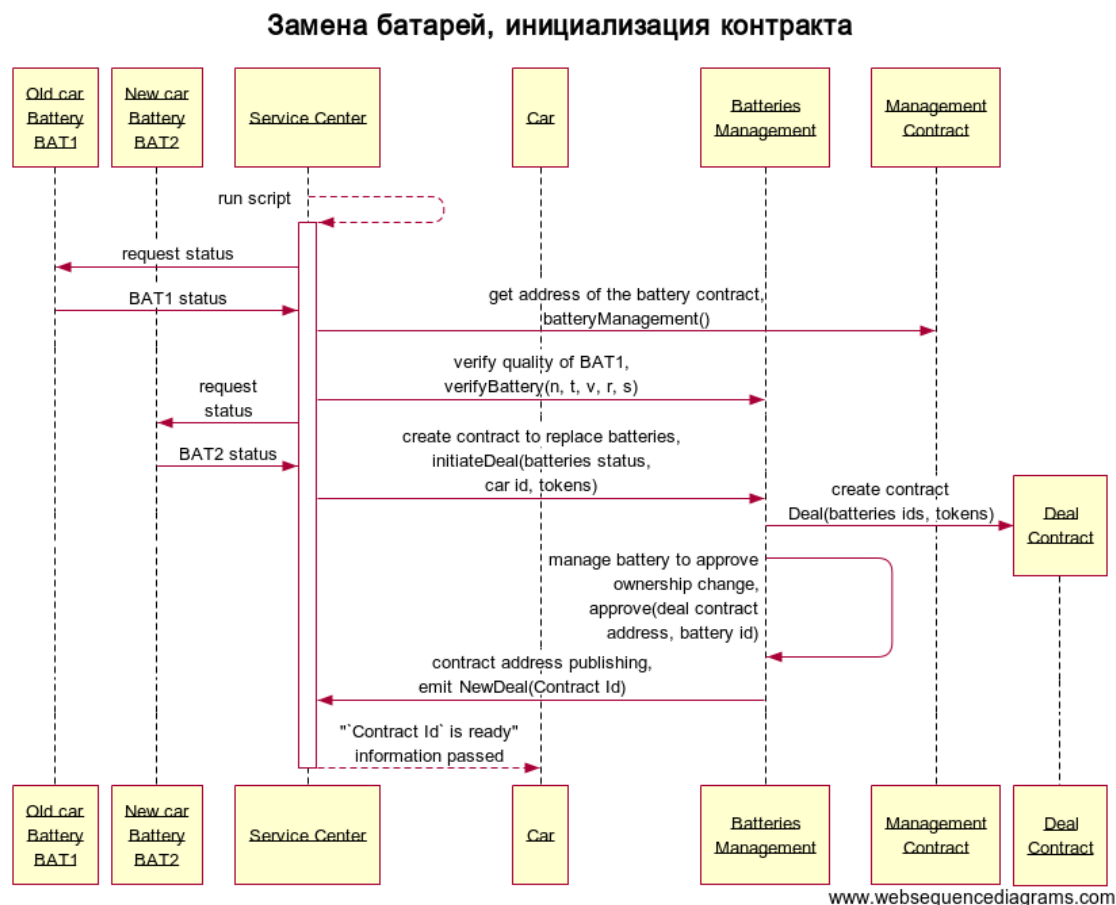 Замена батарей, инициализация контракта
Old car
Battery
BAT1
New car
Battery
BAT2
Service Center
Car
Batteries
Management
Management
Contract
run script
request status
BAT1 status
get address of the battery contract,
batteryManagement()
verify quality of BAT1,
verifyBattery(n, t, v, r, s)
request
status
BAT2 status
create contract to replace batteries,
initiateDeal(batteries status,
car id, tokens)
create contract
Deal(batteries ids, tokens)
Deal
Contract
manage battery to approve
ownership change,
approve(deal contract
address, battery id)
contract address publishing,
emit NewDeal(Contract Id)
"`Contract Id` is ready"
information passed
Old car
Battery
BAT1
New car
Battery
BAT2
Service Center
Car
Batteries
Management
Management
Contract
Deal
Contract
www.websequencediagrams.com